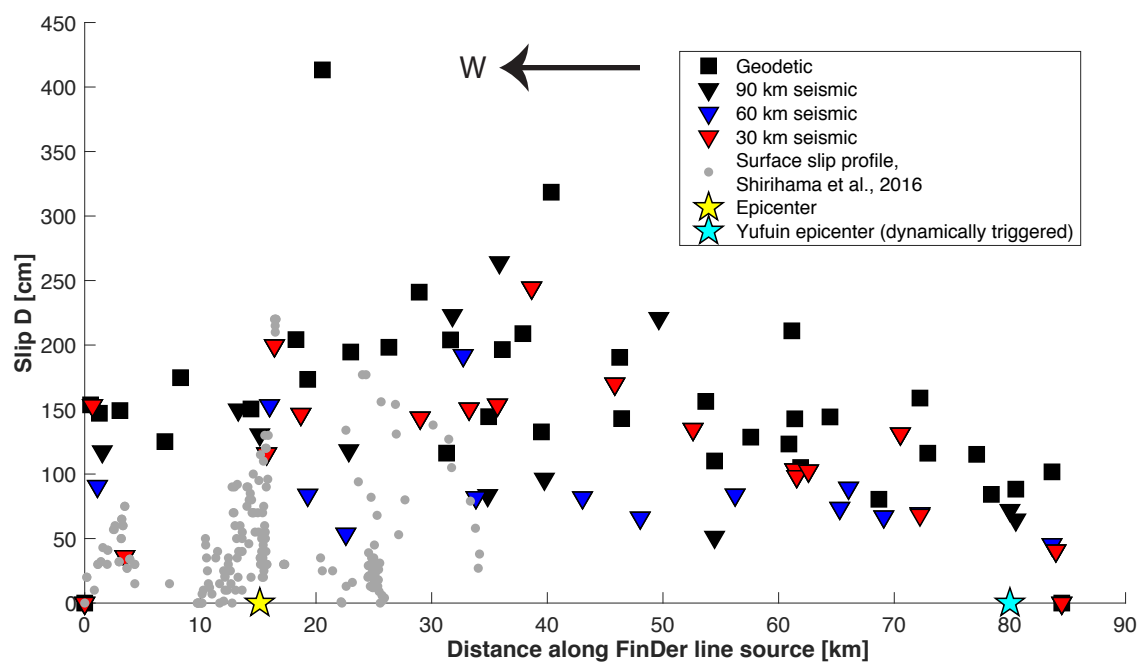 450
400
350
300
250
200
150
100
50
0
Slip D [cm]
W
Geodetic
90 km seismic
60 km seismic
30 km seismic
Surface slip profile,
Shirihama et al., 2016
Epicenter
Yufuin epicenter (dynamically triggered)
0 10 20 30 40 50 60 70 80 90
Distance along FinDer line source [km]